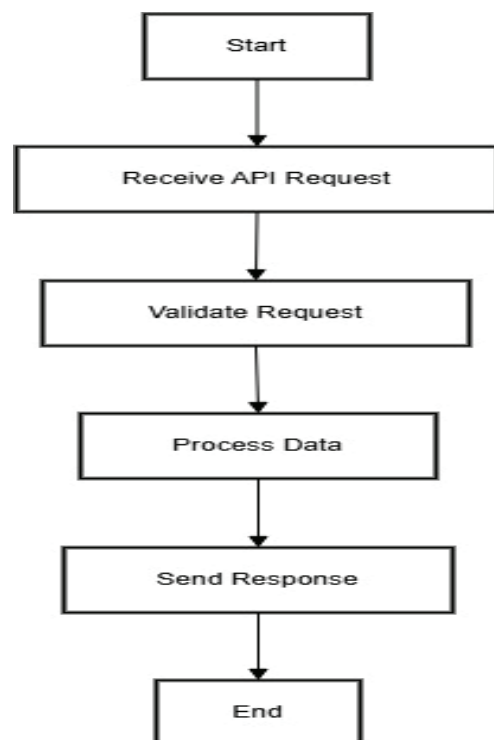 Start
Receive API Request
Validate Request
Process Data
Send Response
End